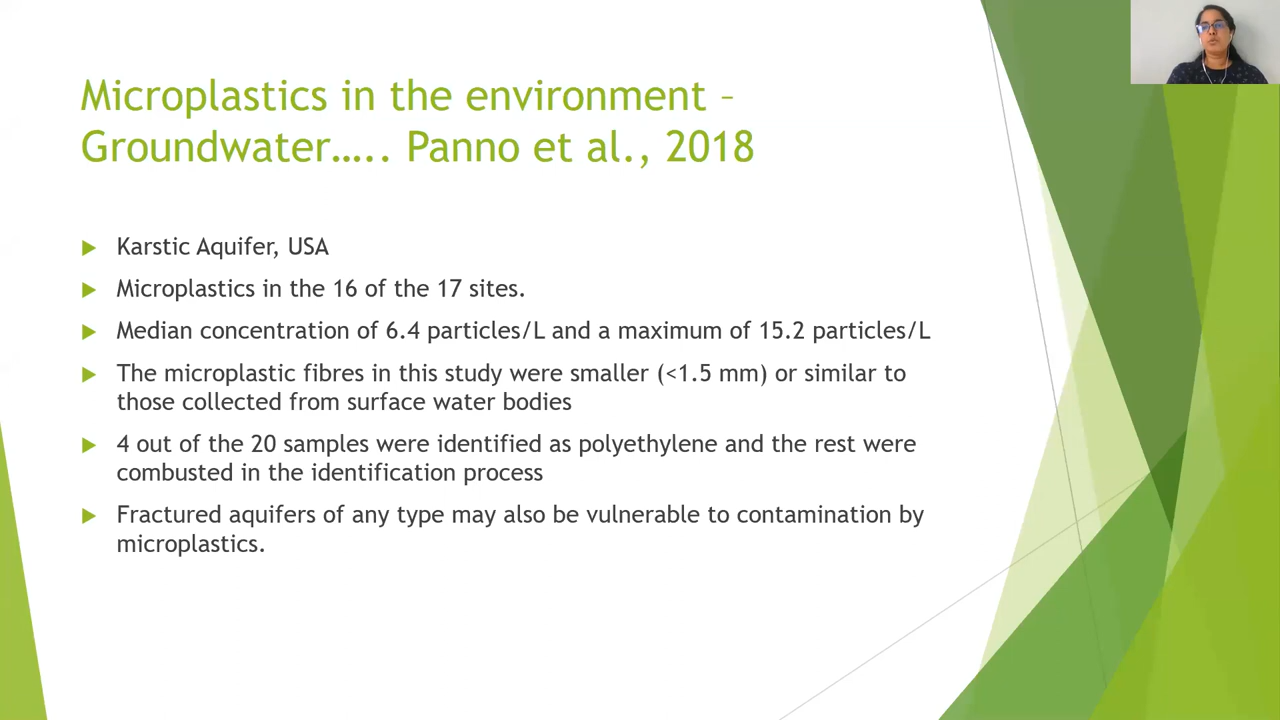 Microplastics in the environment –
Groundwater….. Panno et al., 2018
Karstic Aquifer, USA
Microplastics in the 16 of the 17 sites.
Median concentration of 6.4 particles/L and a maximum of 15.2 particles/L
The microplastic fibres in this study were smaller (<1.5 mm) or similar to
those collected from surface water bodies
4 out of the 20 samples were identified as polyethylene and the rest were
combusted in the identification process
Fractured aquifers of any type may also be vulnerable to contamination by
microplastics.